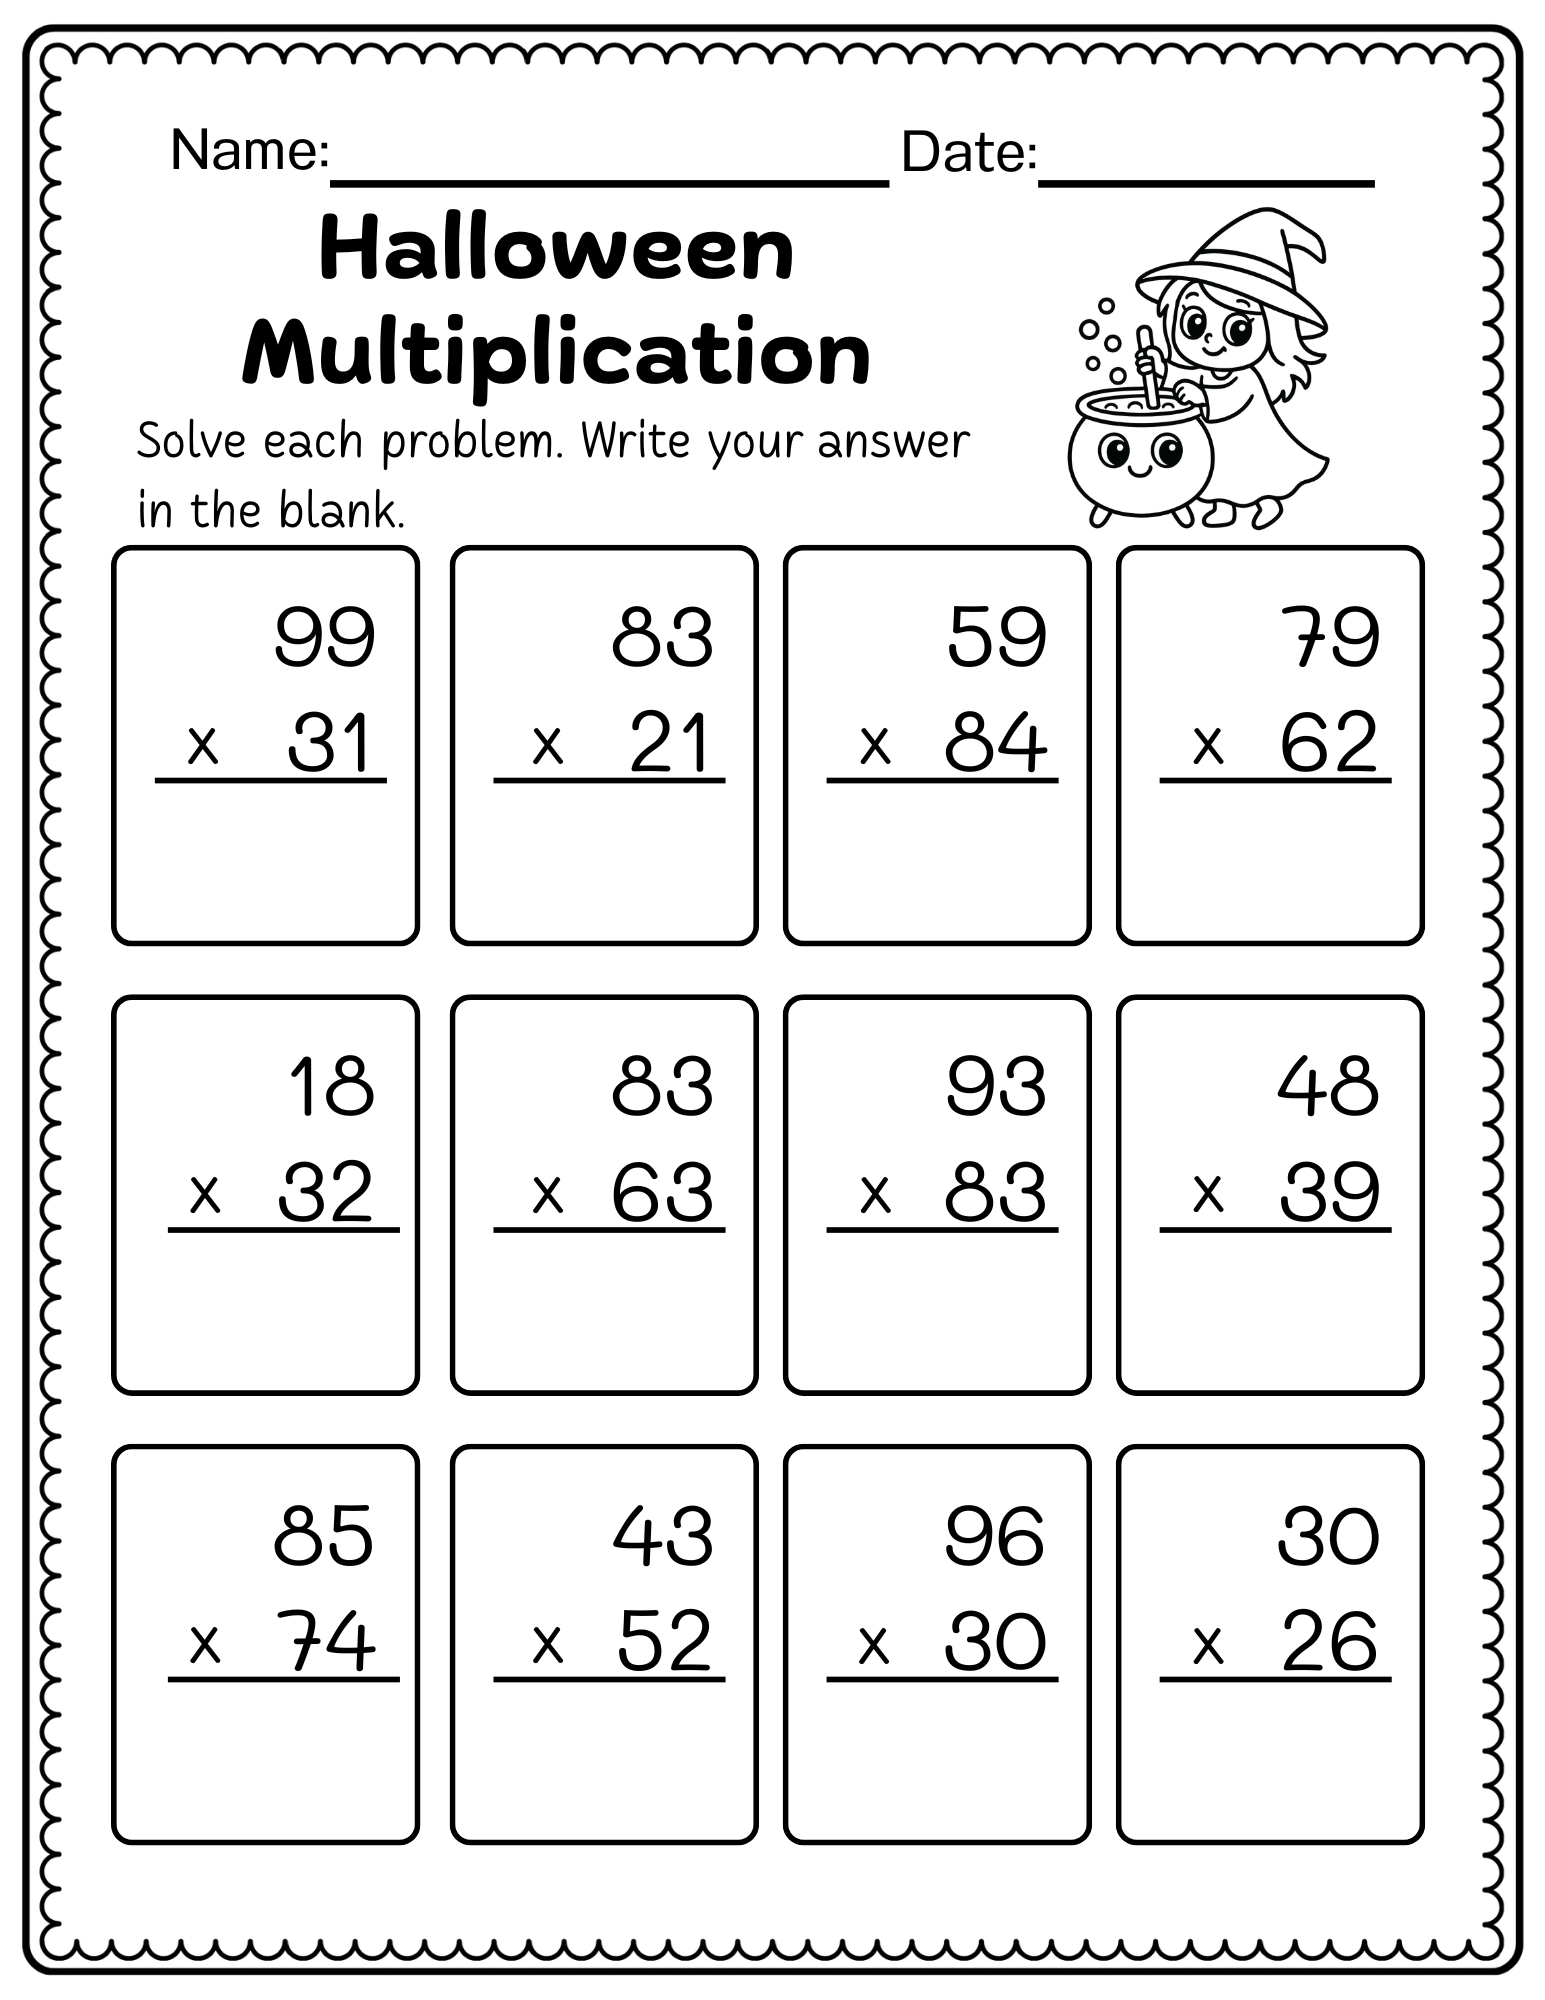 Name: Date:
Halloween
Multiplication
Solve each problem. Write your answer
in the blank.
99 83 59 79
x 31 x 21 x 84 x 62
18 83 93 48
x 32 x 63 x 83 x 39
85 43 96 30
x 74 x 52 x 30 x 26